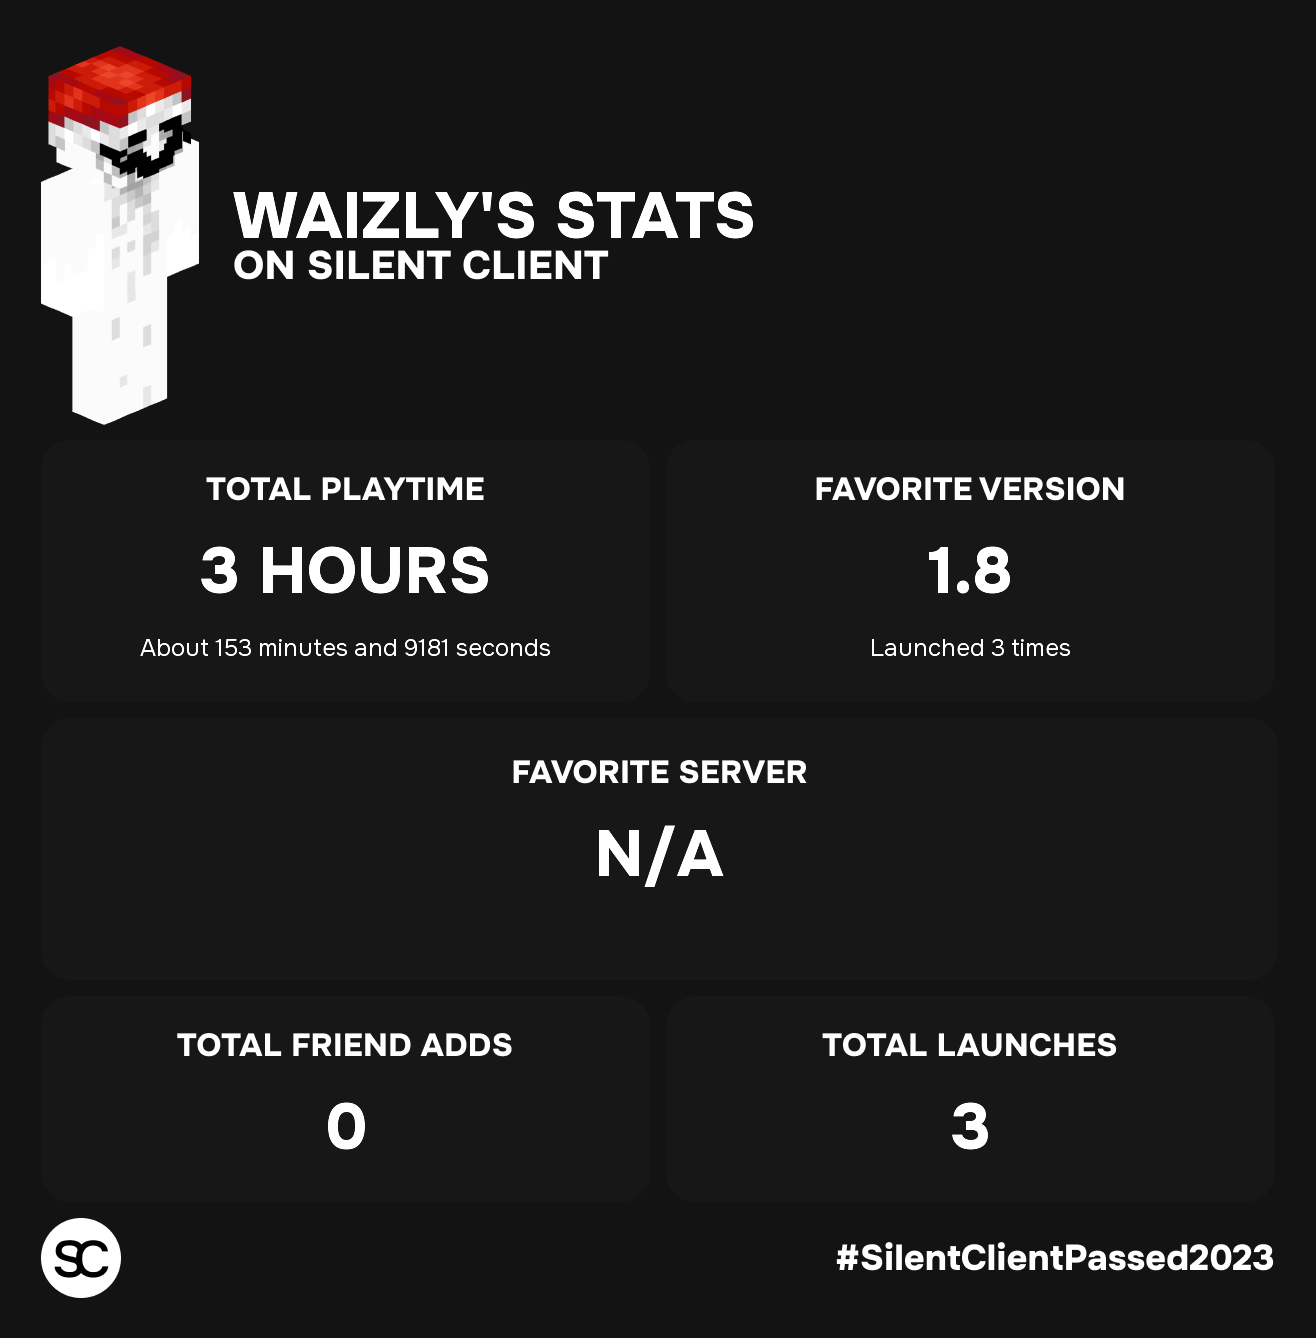 WAIZLY'S STATS
ON SILENT CLIENT
TOTAL PLAYTIME
3 HOURS
About 153 minutes and 9181 seconds
FAVORITE VERSION
1.8
Launched 3 times
FAVORITE SERVER
N/A
TOTAL FRIEND ADDS
0
TOTAL LAUNCHES
3
SC
#SilentClientPassed2023